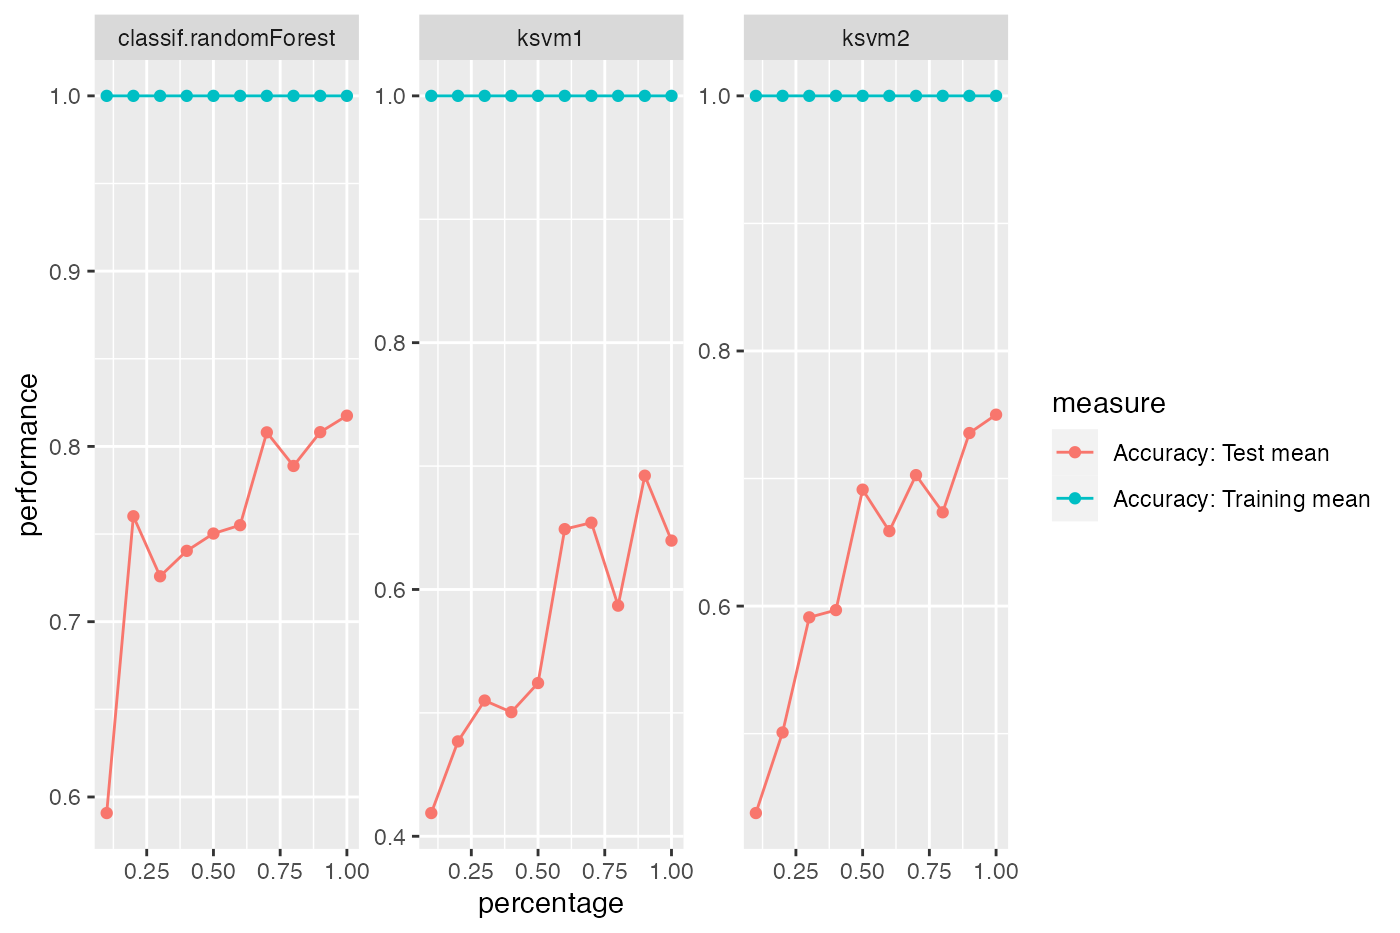 classif.randomForest
ksvm1
ksvm2
performance
1.0
0.9
0.8
0.7
0.6
1.0
0.8
0.6
0.4
1.0
0.8
0.6
0.25 0.50 0.75 1.00
0.25 0.50 0.75 1.00
0.25 0.50 0.75 1.00
percentage
measure
Accuracy: Test mean
Accuracy: Training mean